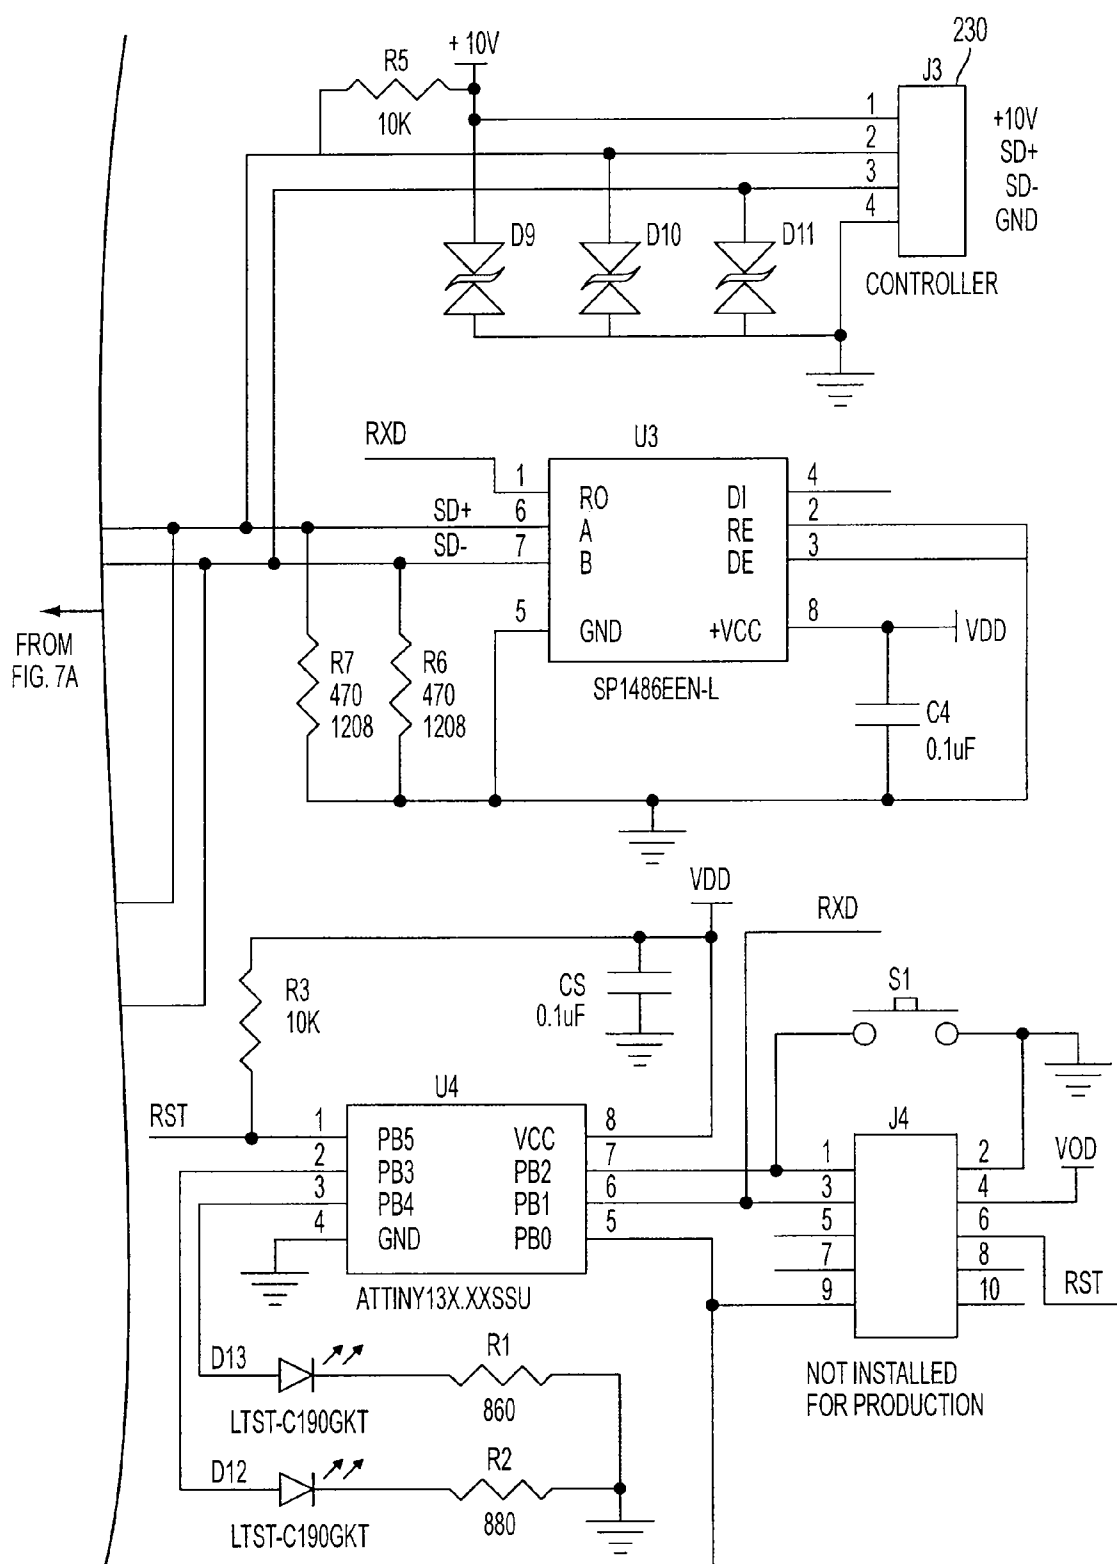 230
+ 10V
R5
10K
J3
1
2
3
4
+10V
SD+
SD-
GND
CONTROLLER
D9
D10
D11
RXD
U3
1
6
7
5
RO
A
B
GND
DI
RE
DE
+VCC
4
2
3
8
SD+
SD-
VDD
SP1486EEN-L
FROM
FIG. 7A
R7
470
1208
R6
470
1208
C4
0.1uF
VDD
RXD
R3
10K
CS
0.1uF
S1
U4
RST
1
2
3
4
PB5
PB3
PB4
GND
VCC
PB2
PB1
PB0
8
7
6
5
ATTINY13X.XXSSU
J4
1
3
5
7
9
2
4
6
8
10
VOD
RST
NOT INSTALLED
FOR PRODUCTION
D13
LTST-C190GKT
R1
860
D12
LTST-C190GKT
R2
880